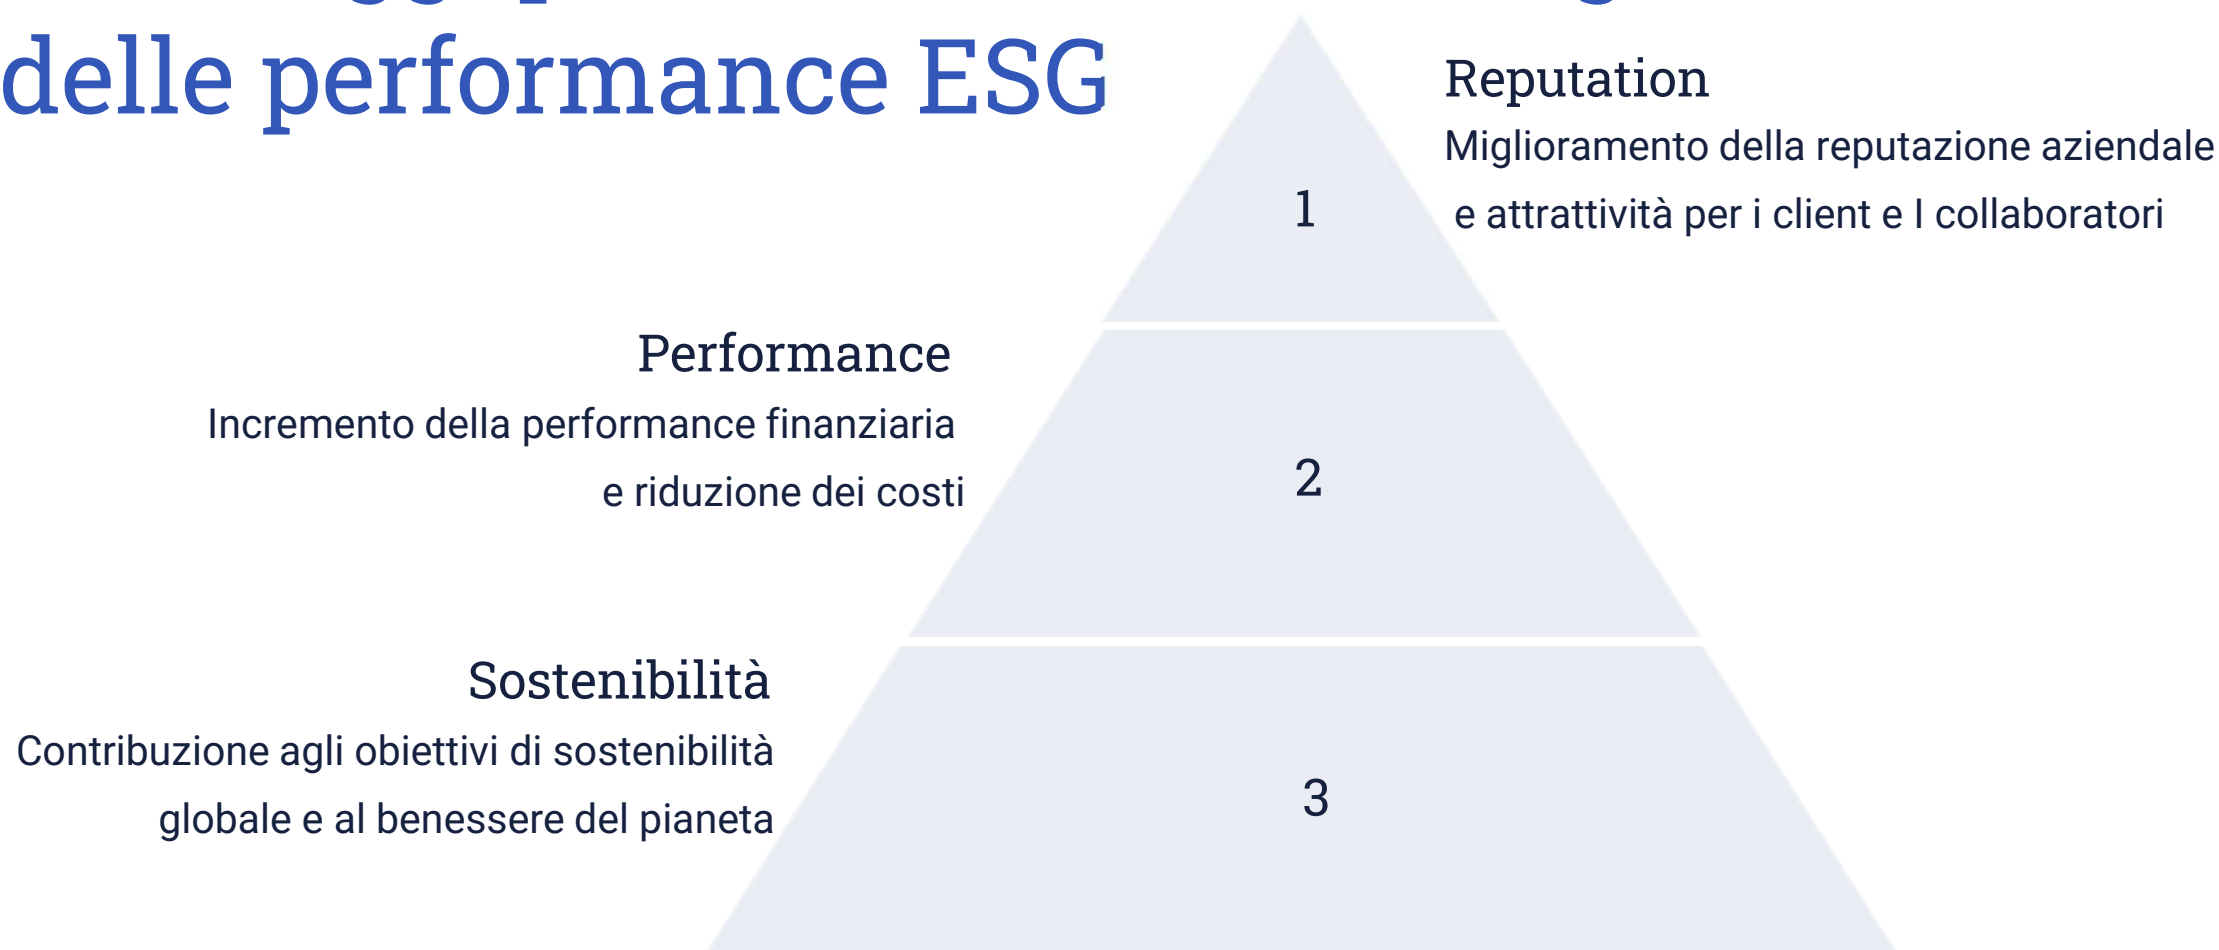 delle performance ESG
Reputation
Miglioramento della reputazione aziendale
e attrattività per i client e I collaboratori
1
Performance
Incremento della performance finanziaria
e riduzione dei costi
2
Sostenibilità
Contribuzione agli obiettivi di sostenibilità
globale e al benessere del pianeta
3